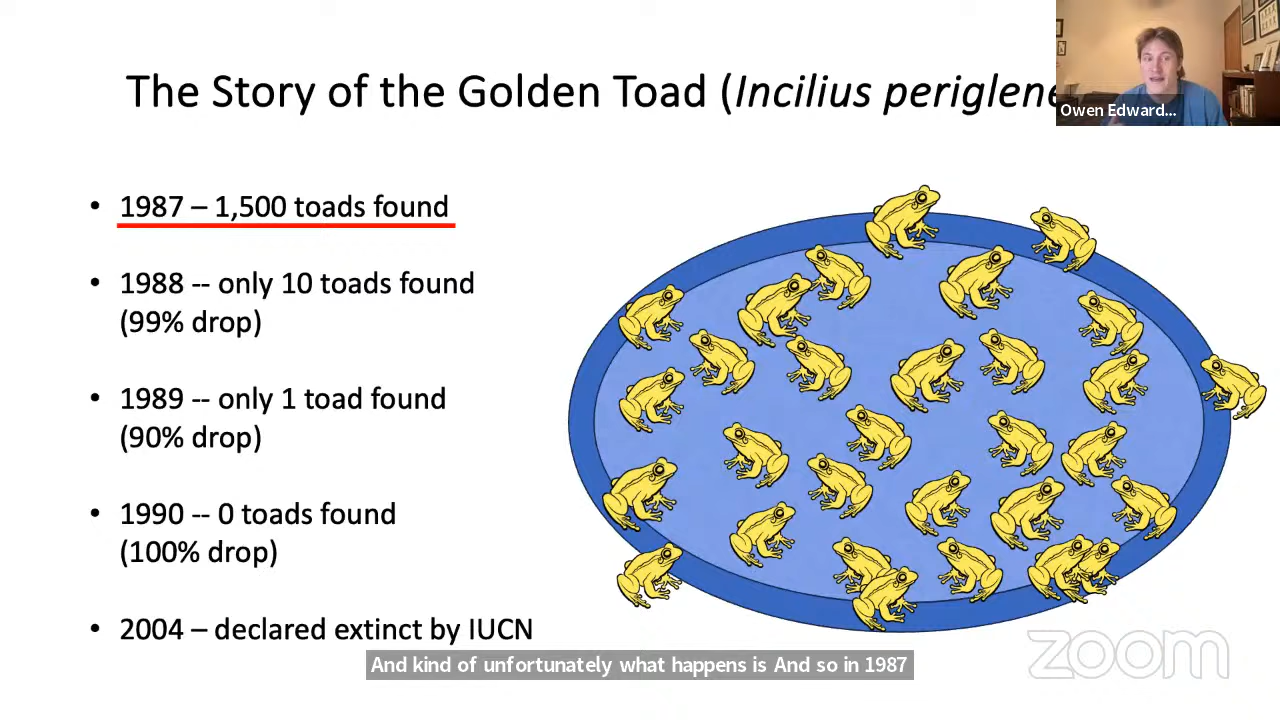 The Story of the Golden Toad (Incilius periglene
Owen Edward...
• 1987 – 1,500 toads found
• 1988 -- only 10 toads found
(99% drop)
• 1989 -- only 1 toad found
(90% drop)
• 1990 -- 0 toads found
(100% drop)
• 2004 – declared extinct by IUCN
And kind of unfortunately what happens is And so in 1987
zoom